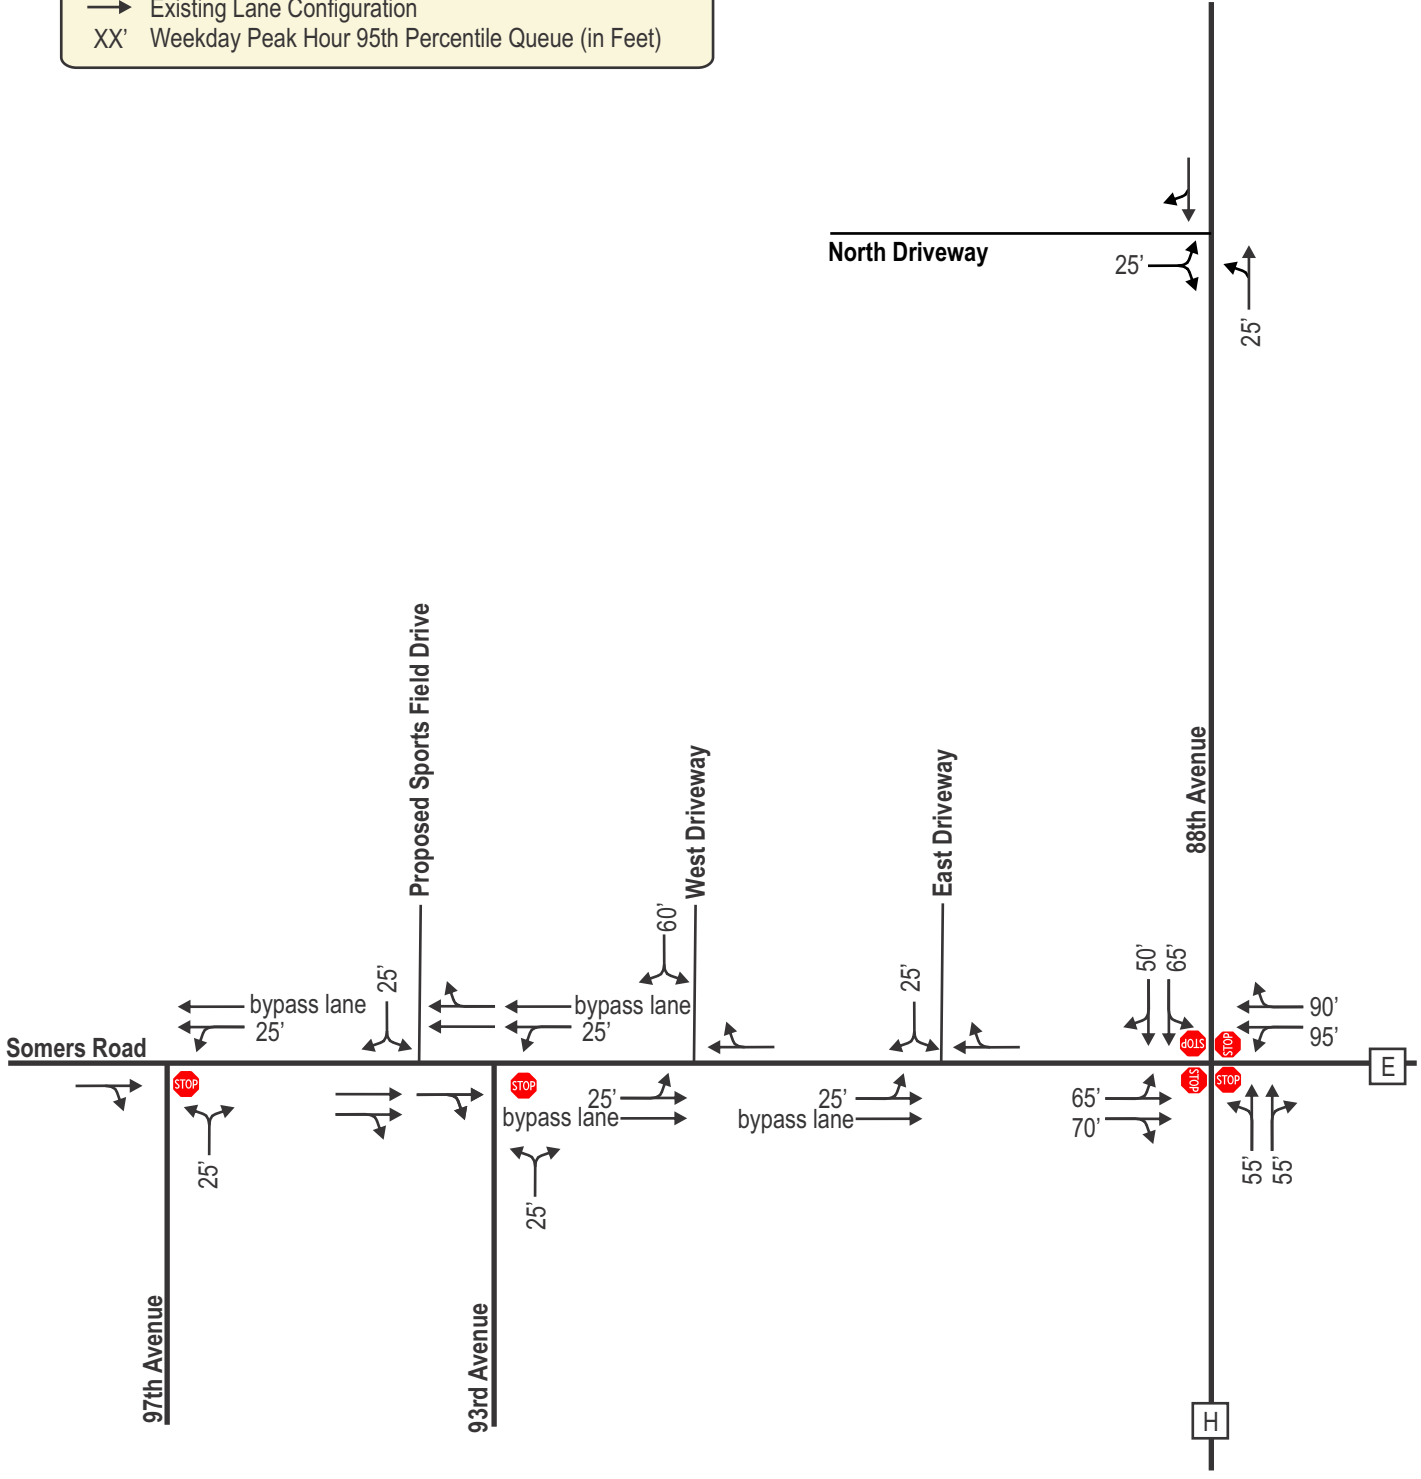 Existing Lane Configuration
XX' Weekday Peak Hour 95th Percentile Queue (in Feet)
North Driveway
25'
25'
Proposed Sports Field Drive
West Driveway
East Driveway
88th Avenue
60'
25'
25'
50'
65'
bypass lane
25'
bypass lane
25'
90'
95'
Somers Road
STOP
STOP
E
STOP
STOP
STOP
STOP
25'
bypass lane
25'
bypass lane
65'
70'
25'
25'
55'
55'
97th Avenue
93rd Avenue
H